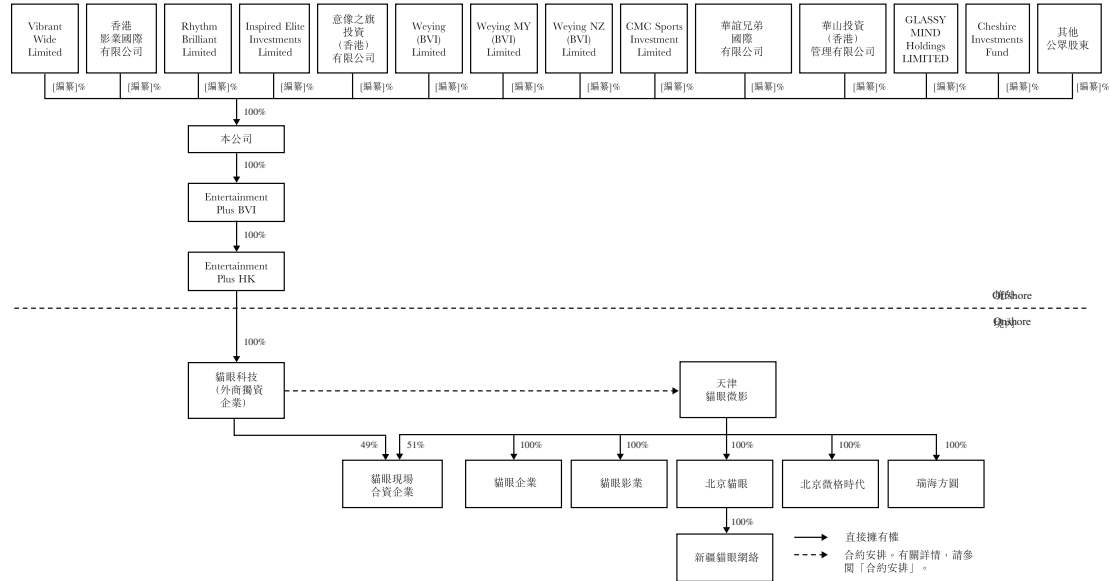 Vibrant
Wide
Limited
香港
影業國際
有限公司
Rhythm
Brilliant
Limited
Inspired Elite
Investments
Limited
意像之旗
投資
(香港)
有限公司
Weying
(BVI)
Limited
Weying MY
(BVI)
Limited
Weying NZ
(BVI)
Limited
CMC Sports
Investment
Limited
華誼兄弟
國際
有限公司
華山投資
(香港)
管理有限公司
GLASSY
MIND
Holdings
LIMITED
Cheshire
Investments
Fund
其他
公眾股東
[編纂]%
[編纂]%
[編纂]%
[編纂]%
[編纂]%
[編纂]%
[編纂]%
[編纂]%
[編纂]%
[編纂]%
[編纂]%
[編纂]%
[編纂]%
[編纂]%
100%
本公司
100%
Entertainment
Plus BVI
100%
Entertainment
Plus HK
Offshore
Onshore
100%
貓眼科技
(外商獨資
企業)
天津
貓眼微影
49%
51%
100%
100%
100%
100%
100%
貓眼現場
合資企業
貓眼企業
貓眼影業
北京貓眼
北京微格時代
瑞海方圓
100%
新疆貓眼網絡
直接擁有權
合約安排。有關詳情，請參
閱「合約安排」。